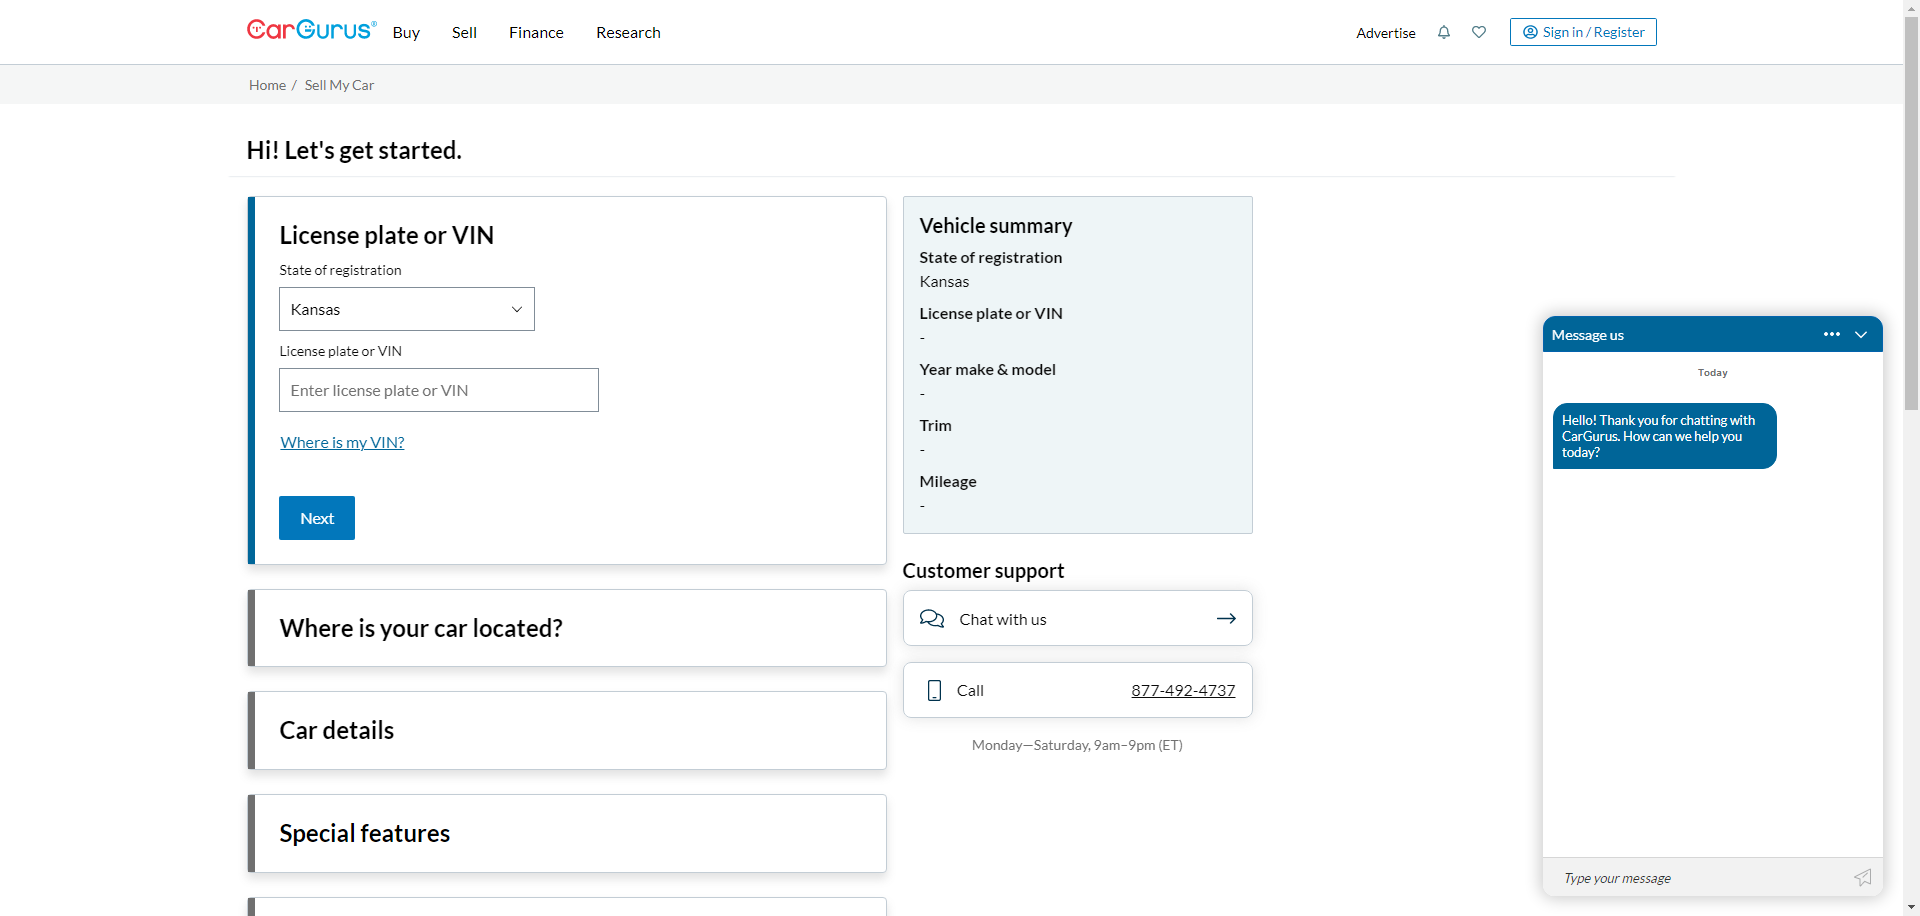 CarGurus®
Buy
Sell
Finance
Research
Advertise
Sign in / Register
Home / Sell My Car
Hi! Let's get started.
License plate or VIN
State of registration
Kansas
License plate or VIN
Enter license plate or VIN
Where is my VIN?
Next
Where is your car located?
Car details
Special features
Vehicle summary
State of registration
Kansas
License plate or VIN
-
Year make & model
-
Trim
-
Mileage
-
Customer support
Chat with us
Call 877-492-4737
Monday—Saturday, 9am–9pm (ET)
Message us
Today
Hello! Thank you for chatting with
CarGurus. How can we help you
today?
Type your message